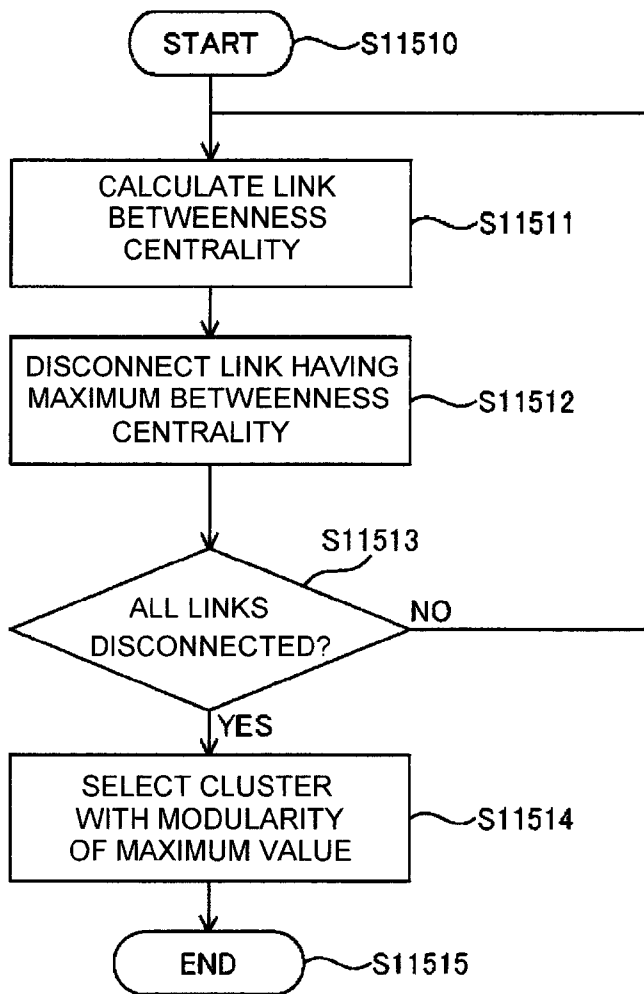 START
S11510
CALCULATE LINK
BETWEENNESS
CENTRALITY
S11511
DISCONNECT LINK HAVING
MAXIMUM BETWEENNESS
CENTRALITY
S11512
S11513
ALL LINKS
DISCONNECTED?
NO
YES
SELECT CLUSTER
WITH MODULARITY
OF MAXIMUM VALUE
S11514
END
S11515